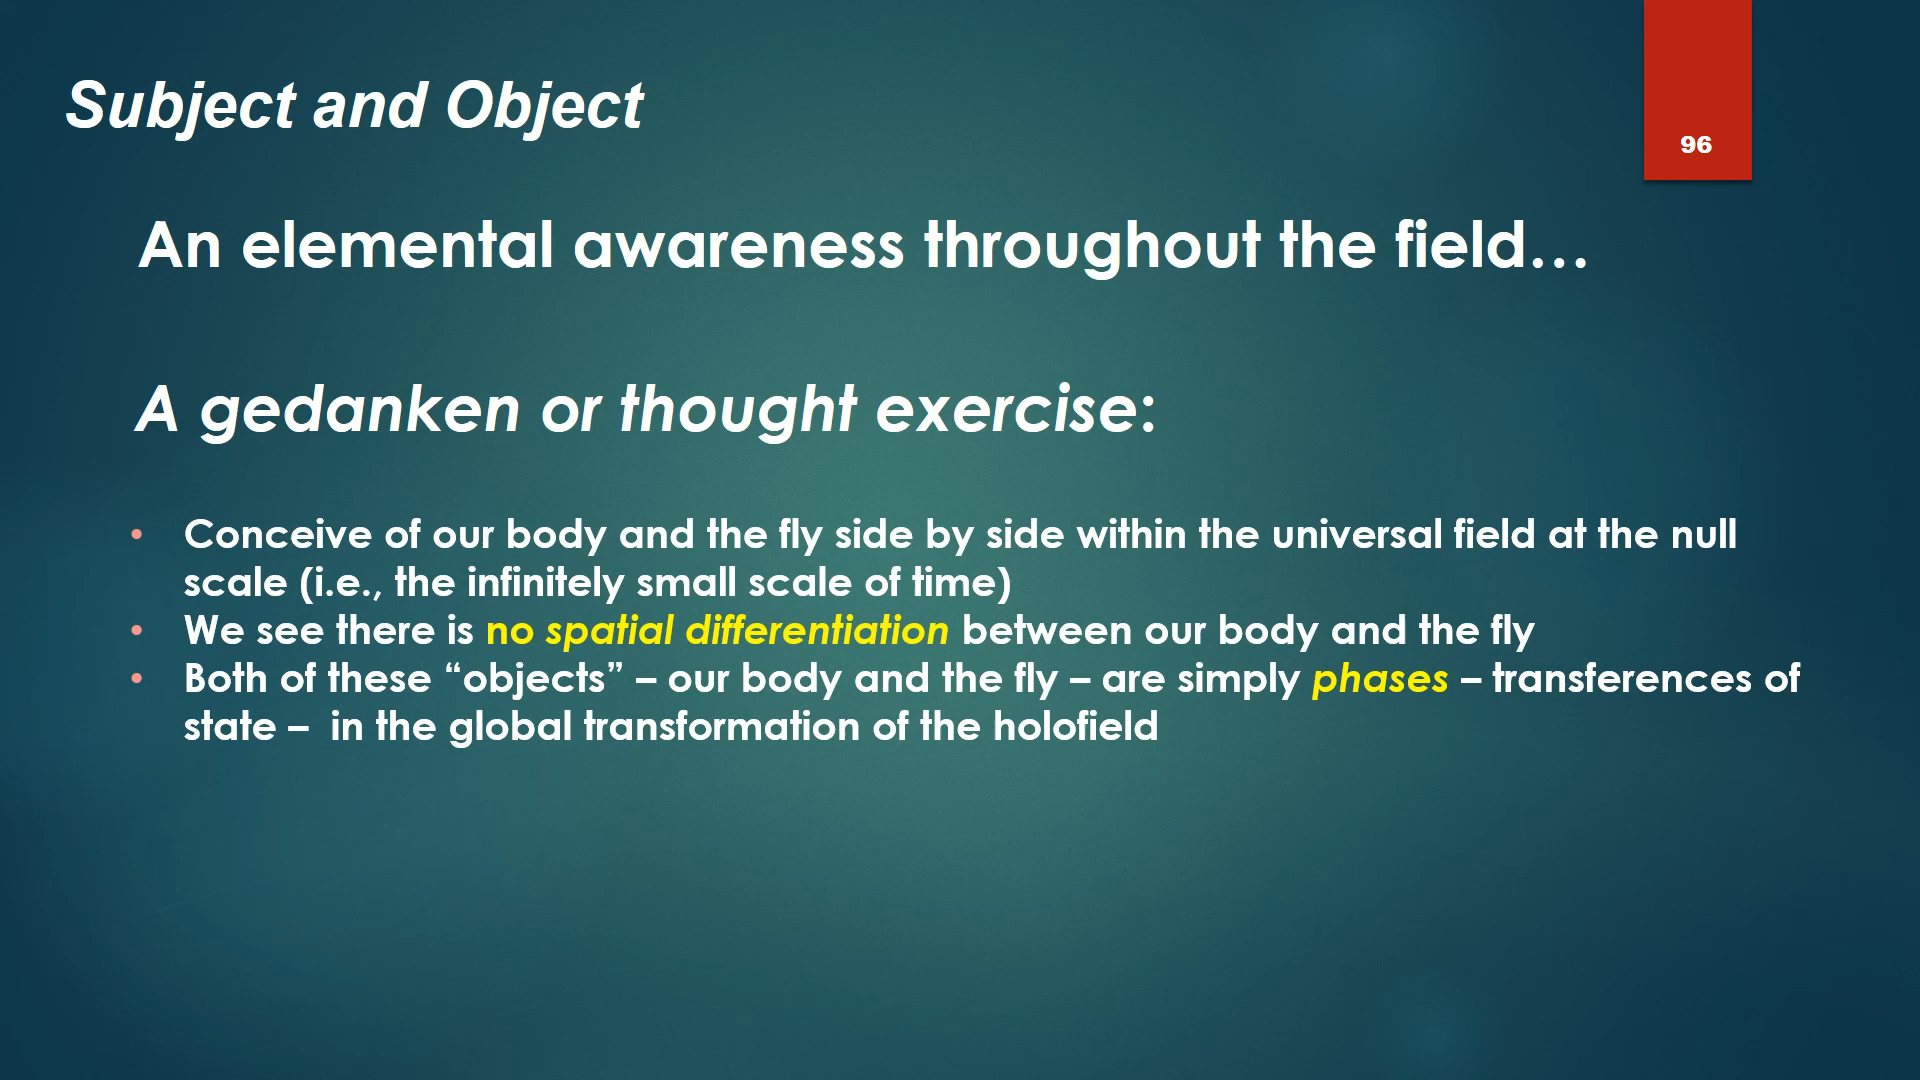 Subject and Object
96
An elemental awareness throughout the field…
A gedanken or thought exercise:
• Conceive of our body and the fly side by side within the universal field at the null
scale (i.e., the infinitely small scale of time)
• We see there is no spatial differentiation between our body and the fly
• Both of these “objects” – our body and the fly – are simply phases – transferences of
state –  in the global transformation of the holofield